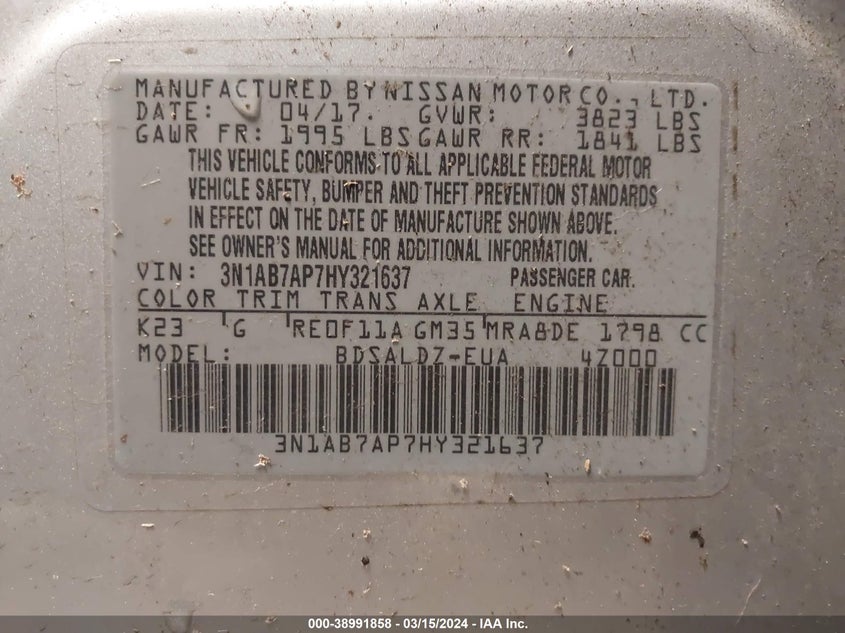 MANUFACTURED BY NISSAN MOTOR CO., LTD.
DATE: 04/17. GVWR: 3823 LBS
GAWR FR: 1995 LBS GAWR RR: 1841 LBS
THIS VEHICLE CONFORMS TO ALL APPLICABLE FEDERAL MOTOR
VEHICLE SAFETY, BUMPER AND THEFT PREVENTION STANDARDS
IN EFFECT ON THE DATE OF MANUFACTURE SHOWN ABOVE.
SEE OWNER'S MANUAL FOR ADDITIONAL INFORMATION.
VIN: 3N1AB7AP7HY321637 PASSENGER CAR.
COLOR TRIM TRANS AXLE ENGINE
K23 G RE0F11A GM35 MRA8DE 1798 CC
MODEL: BDSALDZ-EUA 4Z000
3N1AB7AP7HY321637
000-38991858 - 03/15/2024 - IAA Inc.